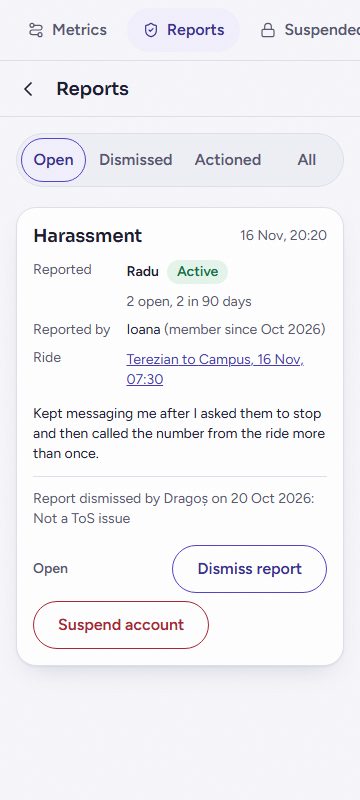 Metrics
Reports
Suspended
Reports
Open
Dismissed
Actioned
All
Harassment
16 Nov, 20:20
Reported
Radu
Active
2 open, 2 in 90 days
Reported by
Ioana (member since Oct 2026)
Ride
Terezian to Campus, 16 Nov,
07:30
Kept messaging me after I asked them to stop
and then called the number from the ride more
than once.
Report dismissed by Dragoș on 20 Oct 2026:
Not a ToS issue
Open
Dismiss report
Suspend account